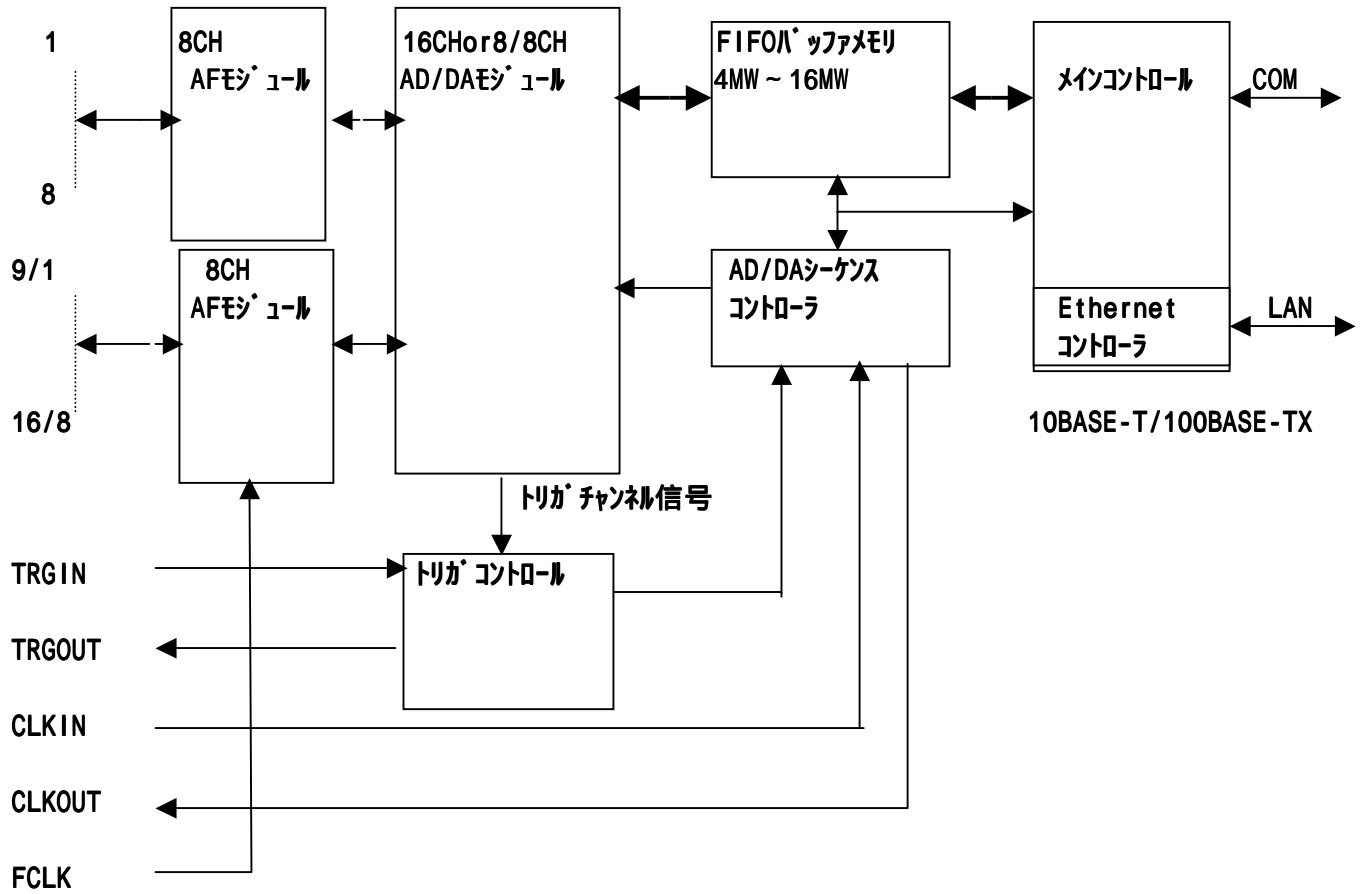 1
8
9/1
16/8
8CH
AFﾓｼﾞｭｰﾙ
8CH
AFﾓｼﾞｭｰﾙ
16CHor8/8CH
AD/DAﾓｼﾞｭｰﾙ
FIFOﾊﾞｯﾌｧﾒﾓﾘ
4MW~16MW
AD/DAｼｰｹﾝｽ
ｺﾝﾄﾛｰﾗ
ﾒｲﾝｺﾝﾄﾛｰﾙ
Ethernet
ｺﾝﾄﾛｰﾗ
COM
LAN
10BASE-T/100BASE-TX
ﾄﾘｶﾞﾁｬﾝﾈﾙ信号
ﾄﾘｶﾞｺﾝﾄﾛｰﾙ
TRGIN
TRGOUT
CLKIN
CLKOUT
FCLK